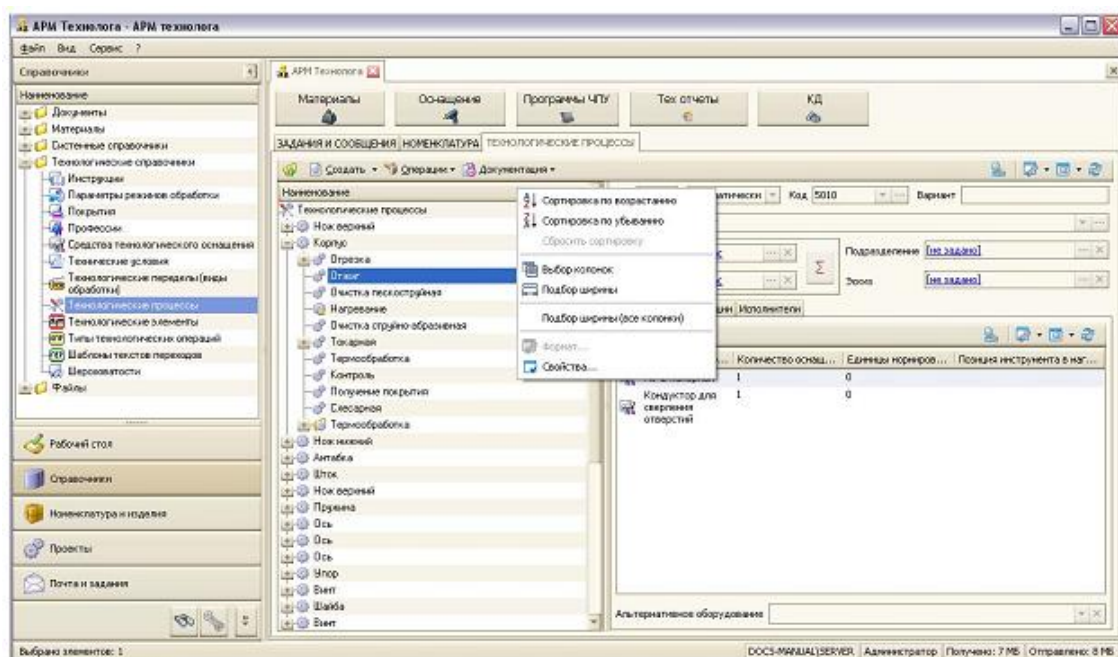 АРМ Технолога - АРМ технолога
Файл Вид Сервис ?
Справочники
Наименование
Документы
Материалы
Системные справочники
Технологические справочники
Инструкции
Параметры режимов обработки
Покрытия
Профессии
Средства технологического оснащения
Технические условия
Технологические переделы (виды
обработки)
Технологические процессы
Технологические элементы
Типы технологических операций
Шаблоны текстов переходов
Шероховатости
Файлы
Рабочий стол
Справочники
Номенклатура и изделия
Проекты
Почта и задания
Выбрано элементов: 1
АРМ Технолога
Материалы Оснащение Программы ЧПУ Тех отчеты КД
ЗАДАНИЯ И СООБЩЕНИЯ НОМЕНКЛАТУРА ТЕХНОЛОГИЧЕСКИЕ ПРОЦЕССЫ
Создать Операции Документация
Наименование
Технологические процессы
Нож верхний
Корпус
Отрезка
Отжиг
Очистка пескоструйная
Нагревание
Очистка струйно-абразивная
Токарная
Термообработка
Контроль
Получение покрытия
Слесарная
Термообработка
Нож нижний
Антабка
Шток
Нож верхний
Пружина
Ось
Ось
Ось
Упор
Винт
Шайба
Винт
Сортировка по возрастанию
Сортировка по убыванию
Сбросить сортировку
Выбор колонок
Подбор ширины
Подбор ширины (все колонки)
Формат...
Свойства...
Код 5010 Вариант
Подразделение [не задано]
[не задано]
Исполнители
Количество оснащ... Единицы нормиров... Позиция инструмента в наг...
1 0
Кондуктор для 1 0
сверления
отверстий
Альтернативное оборудование
DOCS-MANUAL\SERVER Администратор Получено: 7 МБ Отправлено: 8 МБ